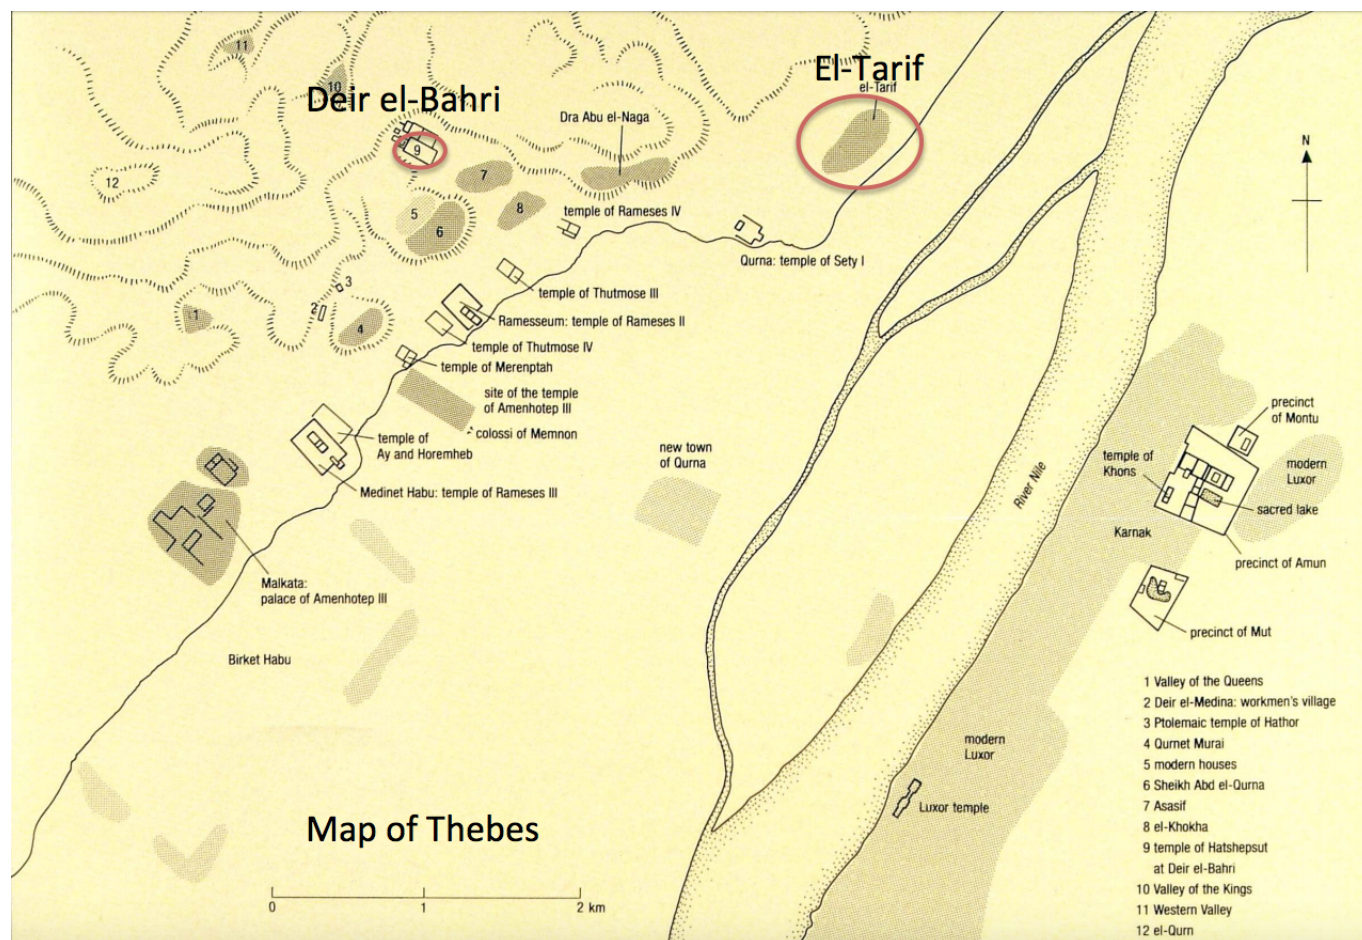 El-Tarif
el-Tarif
Deir el-Bahri
Dra Abu el-Naga
11
10
9
12
7
8
5
6
temple of Rameses IV
Qurna: temple of Sety I
N
3
2
1
4
temple of Thutmose III
Ramesseum: temple of Rameses II
temple of Thutmose IV
temple of Merenptah
site of the temple
of Amenhotep III
colossi of Memnon
temple of
Ay and Horemheb
Medinet Habu: temple of Rameses III
new town
of Qurna
River Nile
precinct
of Montu
temple of
Khons
modern
Luxor
sacred lake
Karnak
precinct of Amun
precinct of Mut
Malkata:
palace of Amenhotep III
Birket Habu
modern
Luxor
Luxor temple
Map of Thebes
0 1 2 km
1 Valley of the Queens
2 Deir el-Medina: workmen's village
3 Ptolemaic temple of Hathor
4 Qurnet Murai
5 modern houses
6 Sheikh Abd el-Qurna
7 Asasif
8 el-Khokha
9 temple of Hatshepsut
at Deir el-Bahri
10 Valley of the Kings
11 Western Valley
12 el-Qurn